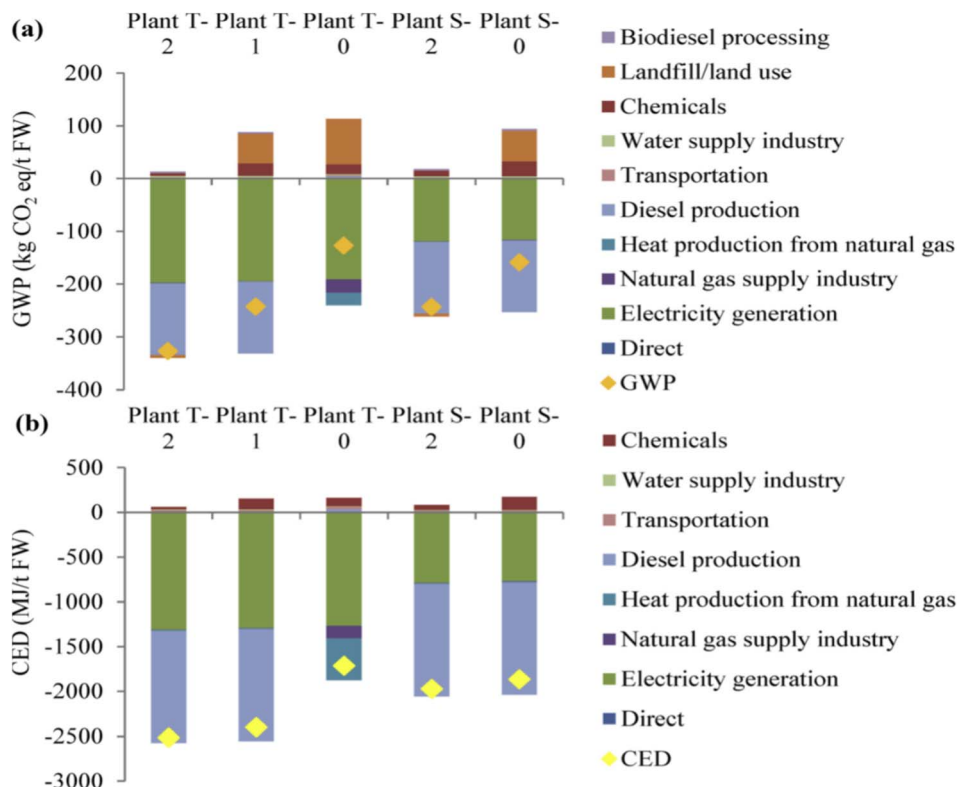 (a)
Plant T-2 Plant T-1 Plant T-0 Plant S-2 Plant S-0
GWP (kg CO₂ eq/t FW)
200
100
0
-100
-200
-300
-400
Biodiesel processing
Landfill/land use
Chemicals
Water supply industry
Transportation
Diesel production
Heat production from natural gas
Natural gas supply industry
Electricity generation
Direct
GWP
(b)
Plant T-2 Plant T-1 Plant T-0 Plant S-2 Plant S-0
CED (MJ/t FW)
500
0
-500
-1000
-1500
-2000
-2500
-3000
Chemicals
Water supply industry
Transportation
Diesel production
Heat production from natural gas
Natural gas supply industry
Electricity generation
Direct
CED